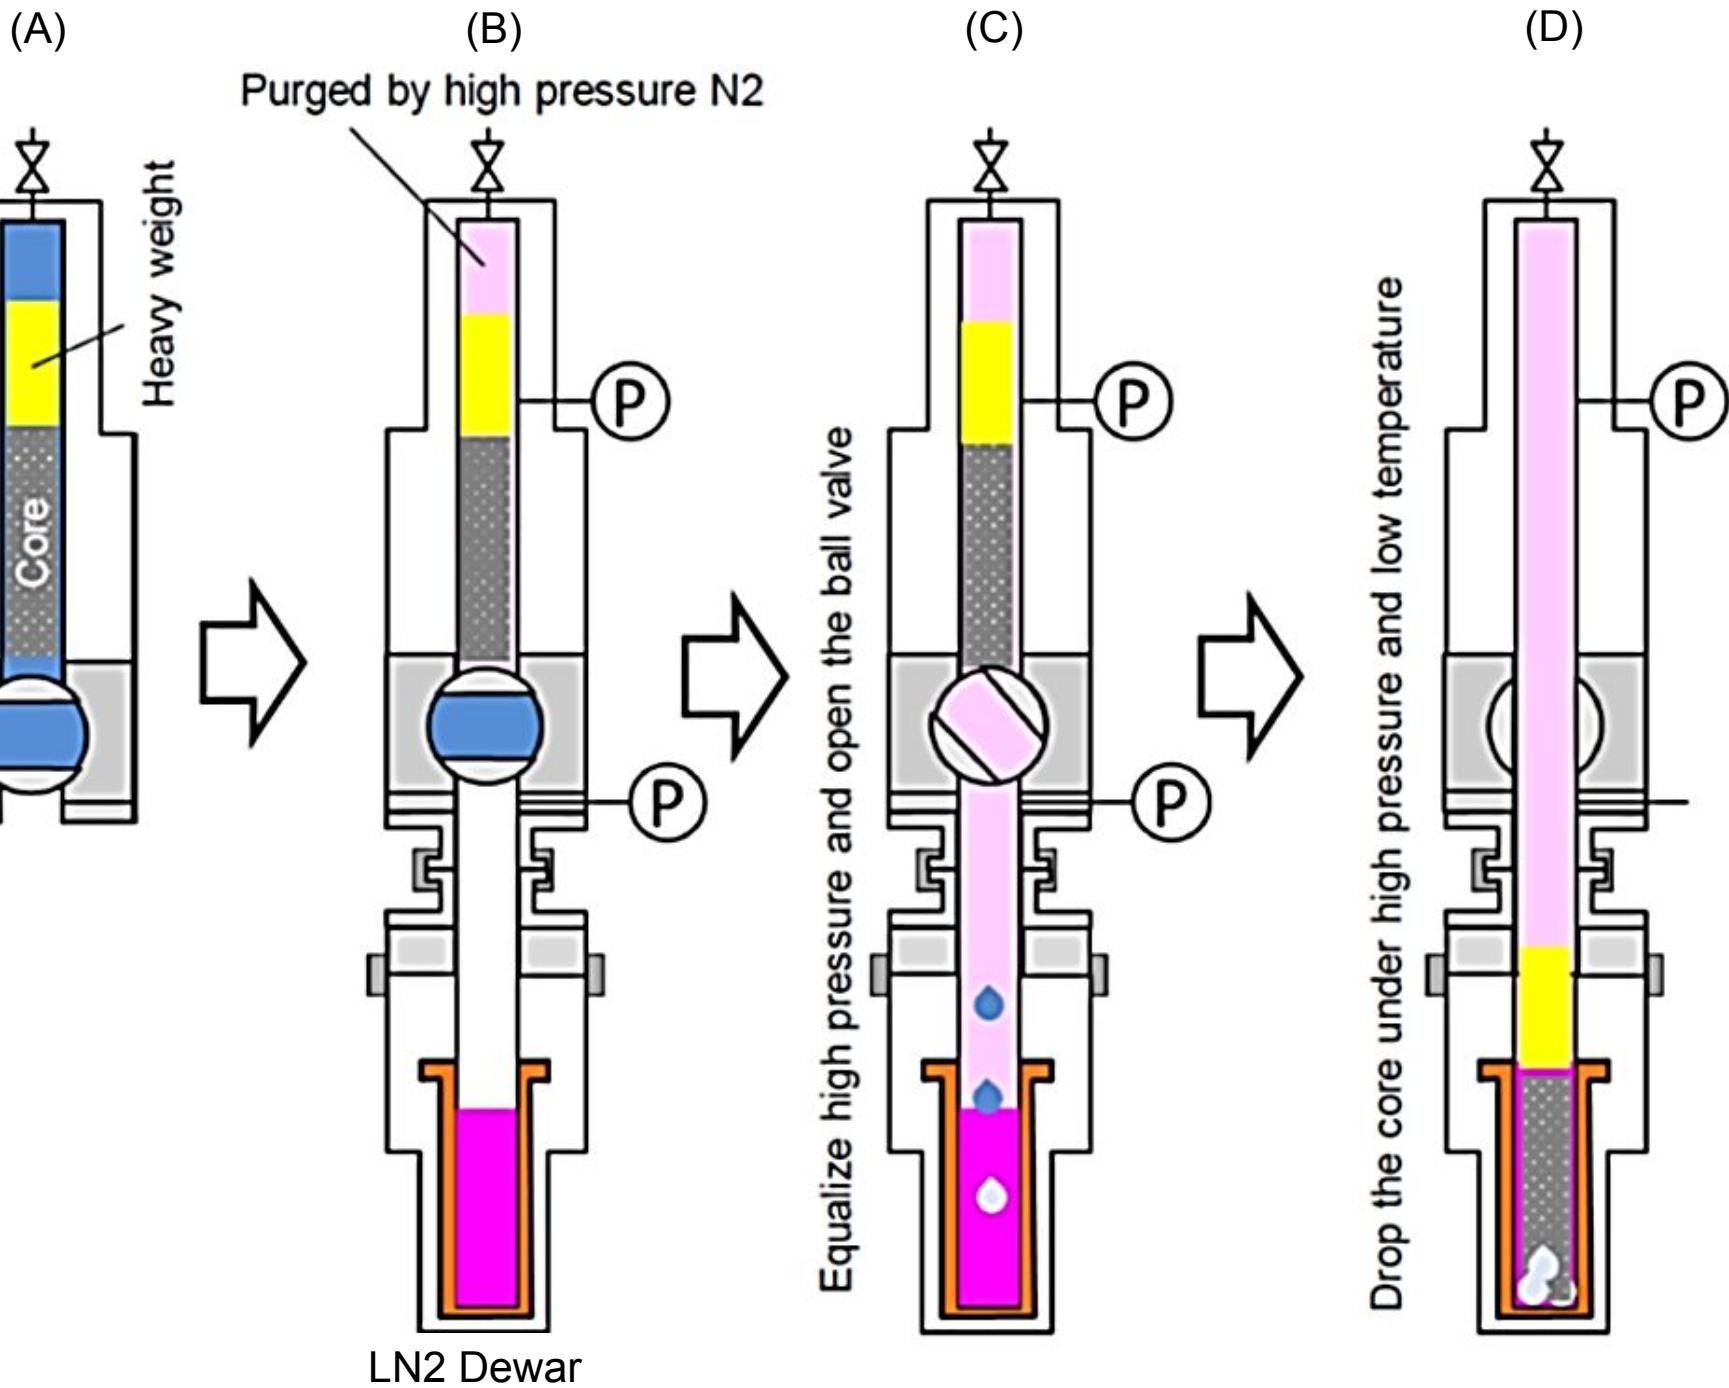 (A)
(B)
(C)
(D)
Purged by high pressure N2
Heavy weight
Core
P
P
Equalize high pressure and open the ball valve
P
P
Drop the core under high pressure and low temperature
P
LN2 Dewar